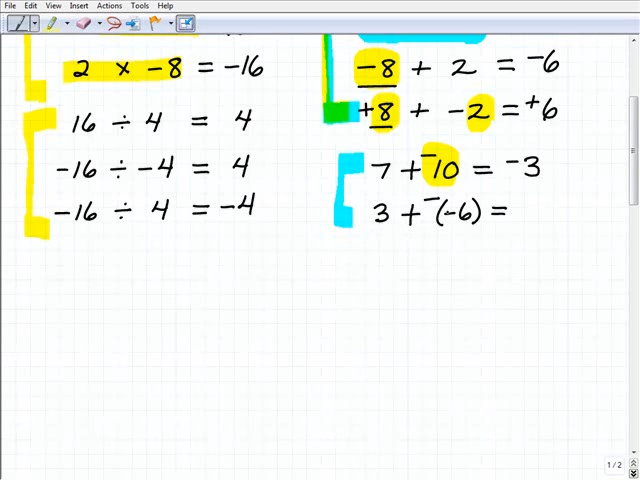 File Edit View Insert Actions Tools Help
2 × -8 = -16
16 ÷ 4 = 4
-16 ÷ -4 = 4
-16 ÷ 4 = -4
-8 + 2 = -6
+8 + -2 = +6
7 + -10 = -3
3 + -(-6) =
1/2